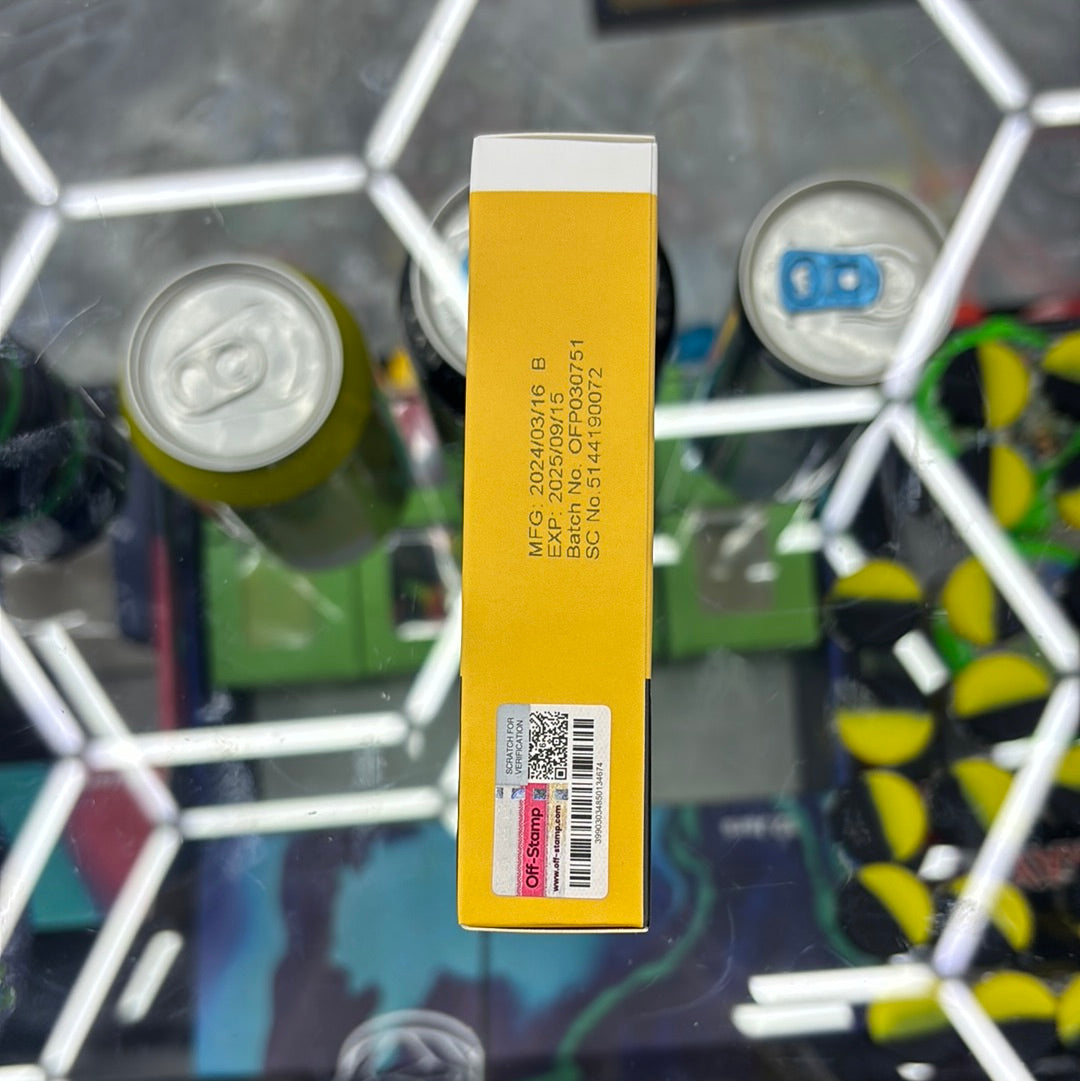 MFG: 2024/03/16 B
EXP: 2025/09/15
Batch No. OFP030751
SC No.5144190072
SCRATCH FOR
VERIFICATION
Off-Stamp
www.off-stamp.com
39903034850134674